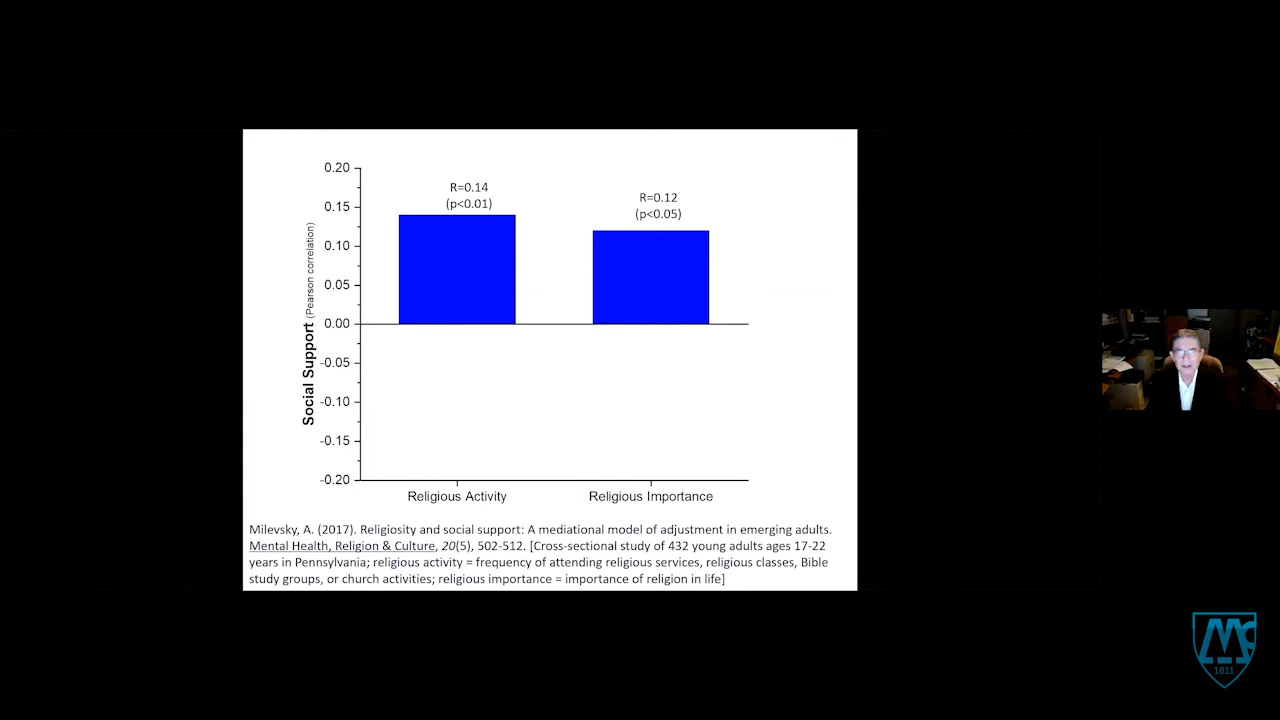 0.20
0.15
0.10
0.05
0.00
-0.05
-0.10
-0.15
-0.20
Social Support (Pearson correlation)
R=0.14
(p<0.01)
R=0.12
(p<0.05)
Religious Activity
Religious Importance
Milevsky, A. (2017). Religiosity and social support: A mediational model of adjustment in emerging adults.
Mental Health, Religion & Culture, 20(5), 502-512. [Cross-sectional study of 432 young adults ages 17-22
years in Pennsylvania; religious activity = frequency of attending religious services, religious classes, Bible
study groups, or church activities; religious importance = importance of religion in life]
Mc
1811